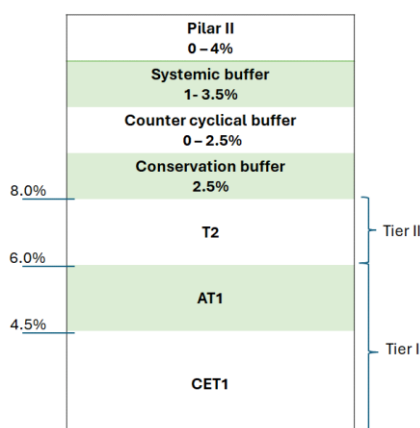 Pilar II
0 – 4%
Systemic buffer
1- 3.5%
Counter cyclical buffer
0 – 2.5%
Conservation buffer
2.5%
8.0%
T2
Tier II
6.0%
AT1
4.5%
Tier I
CET1